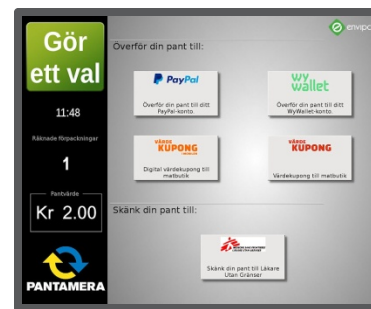 Gör
ett val
11:48
Räknade förpackningar
1
Pantvärde
Kr 2.00
PANTAMERA
envipco
Överför din pant till:
PayPal
Överför din pant till ditt
PayPal-konto.
wy
wallet
Överför din pant till ditt
WyWallet-konto.
VÄRDE
KUPONG
Digital värdekupong till
matbutik
VÄRDE
KUPONG
Värdekupong till matbutik
Skänk din pant till:
Skänk din pant till Läkare
Utan Gränser